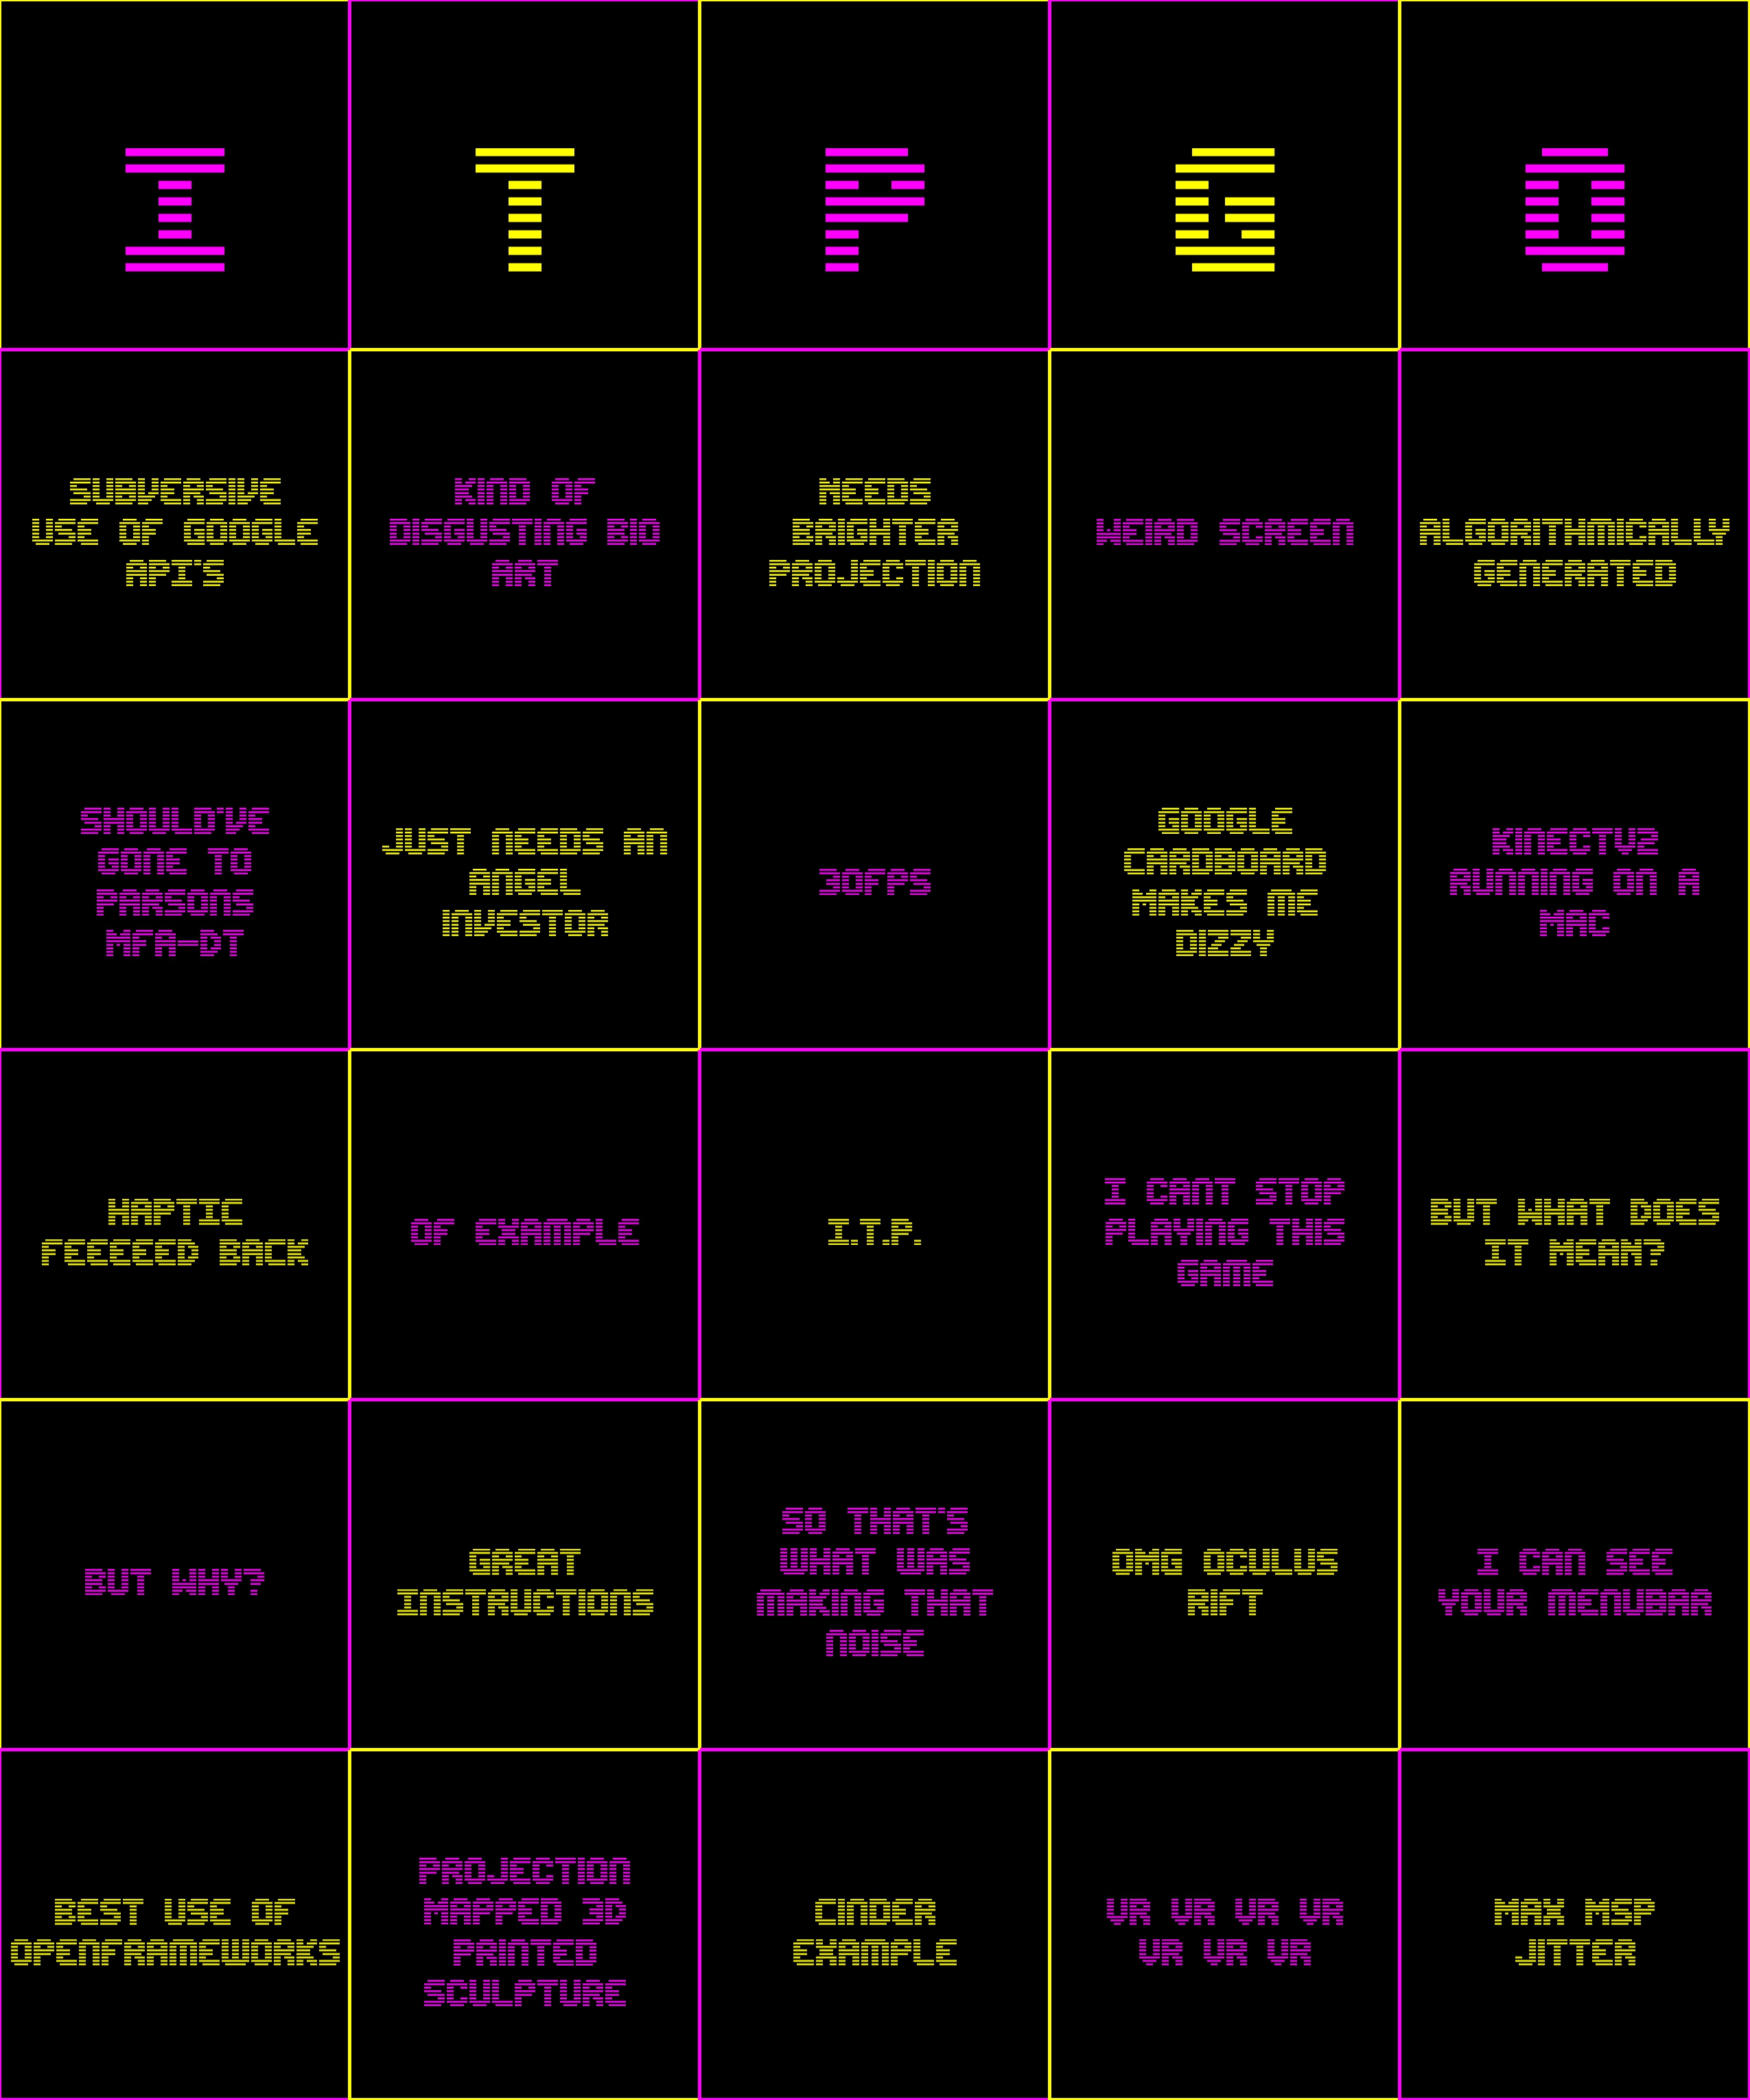 I
T
P
G
O
SUBVERSIVE
USE OF GOOGLE
API'S
KIND OF
DISGUSTING BIO
ART
NEEDS
BRIGHTER
PROJECTION
WEIRD SCREEN
ALGORITHMICALLY
GENERATED
SHOULD'VE
GONE TO
PARSONS
MFA-DT
JUST NEEDS AN
ANGEL
INVESTOR
30FPS
GOOGLE
CARDBOARD
MAKES ME
DIZZY
KINECTV2
RUNNING ON A
MAC
HAPTIC
FEEEEED BACK
OF EXAMPLE
I.T.P.
I CANT STOP
PLAYING THIS
GAME
BUT WHAT DOES
IT MEAN?
BUT WHY?
GREAT
INSTRUCTIONS
SO THAT'S
WHAT WAS
MAKING THAT
NOISE
OMG OCULUS
RIFT
I CAN SEE
YOUR MENUBAR
BEST USE OF
OPENFRAMEWORKS
PROJECTION
MAPPED 3D
PRINTED
SCULPTURE
CINDER
EXAMPLE
VR VR VR VR
VR VR VR
MAX MSP
JITTER